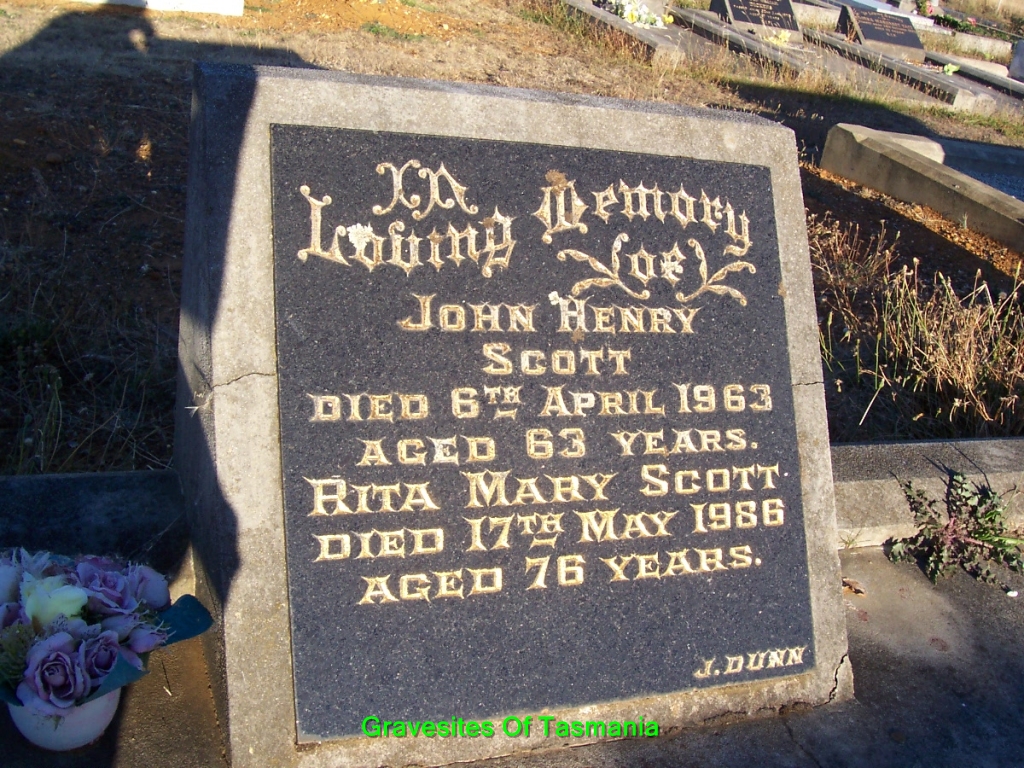 In
Loving Memory
Of
John Henry
Scott
Died 6th April 1963
Aged 63 Years.
Rita Mary Scott
Died 17th May 1986
Aged 76 Years.
J. Dunn
Gravesites Of Tasmania